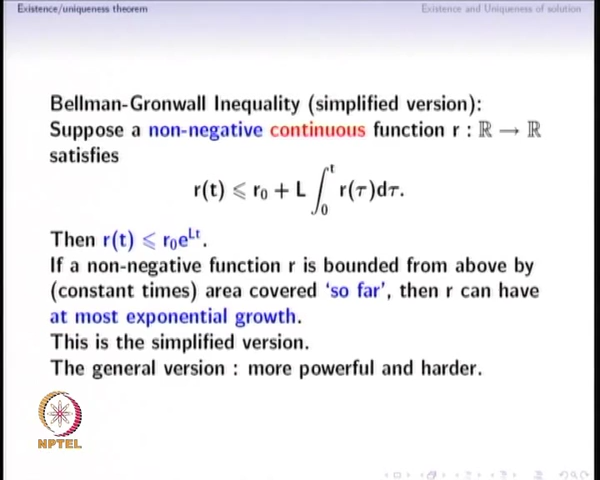 Existence/uniqueness theorem
Existence and Uniqueness of solution
Bellman-Gronwall Inequality (simplified version):
Suppose a non-negative continuous function r : ℝ → ℝ
satisfies
r(t) ⩽ r₀ + L ∫₀ᵗ r(τ)dτ.
Then r(t) ⩽ r₀eᴸᵗ.
If a non-negative function r is bounded from above by
(constant times) area covered ‘so far’, then r can have
at most exponential growth.
This is the simplified version.
The general version : more powerful and harder.
NPTEL